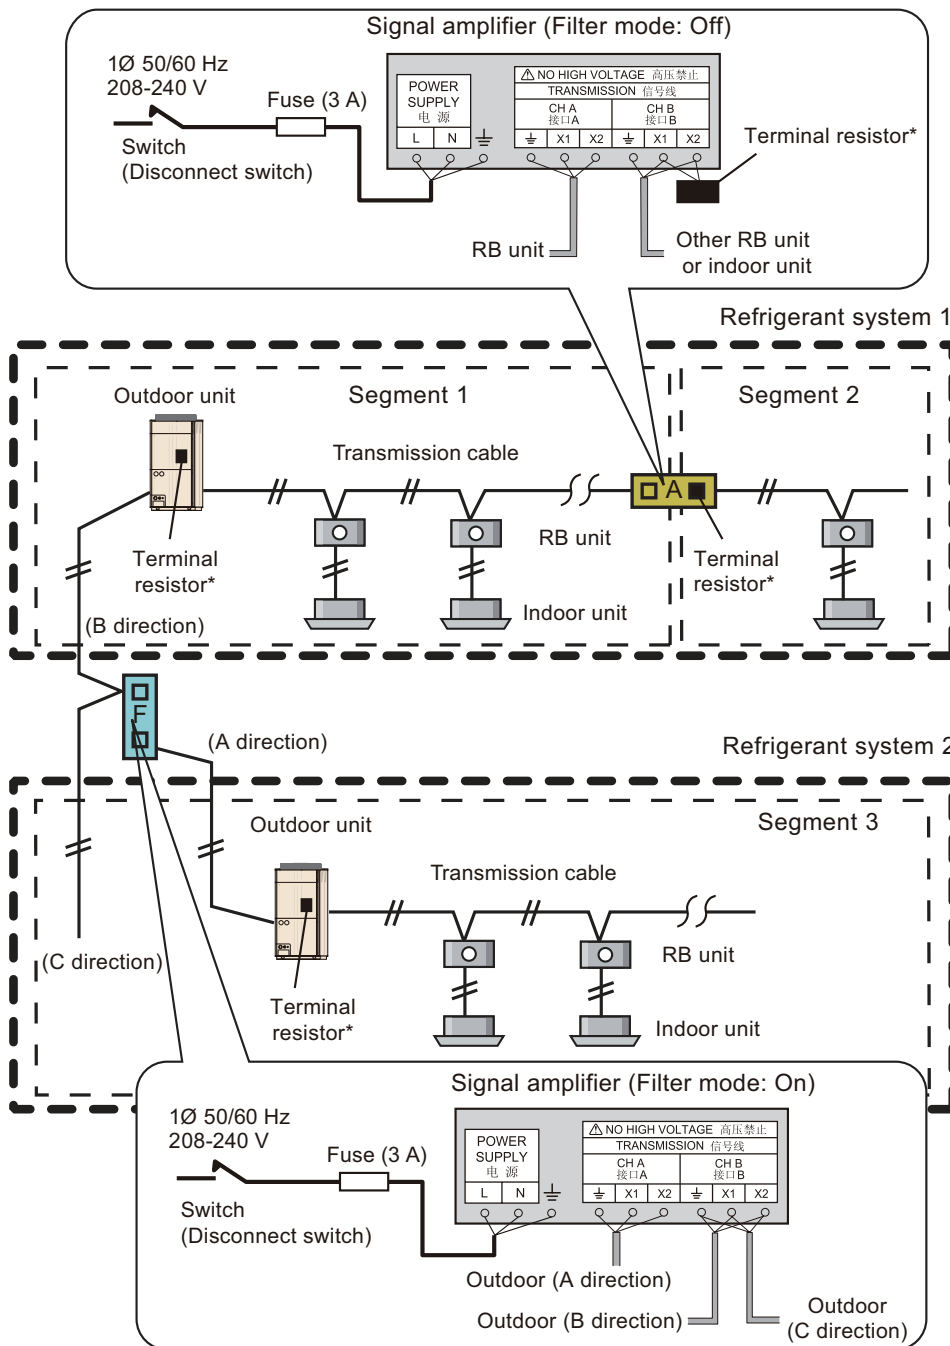 Signal amplifier (Filter mode: Off)
1Ø 50/60 Hz
208-240 V
Fuse (3 A)
Switch
(Disconnect switch)
POWER
SUPPLY
电 源
L N
⚠ NO HIGH VOLTAGE 高压禁止
TRANSMISSION 信号线
CH A
接口A
CH B
接口B
X1 X2 X1 X2
Terminal resistor*
RB unit
Other RB unit
or indoor unit
Refrigerant system 1
Outdoor unit
Segment 1
Segment 2
Transmission cable
A
RB unit
Terminal
resistor*
Terminal
resistor*
Indoor unit
(B direction)
F
(A direction)
Refrigerant system 2
Outdoor unit
Segment 3
Transmission cable
(C direction)
RB unit
Terminal
resistor*
Indoor unit
Signal amplifier (Filter mode: On)
1Ø 50/60 Hz
208-240 V
Fuse (3 A)
Switch
(Disconnect switch)
POWER
SUPPLY
电 源
L N
⚠ NO HIGH VOLTAGE 高压禁止
TRANSMISSION 信号线
CH A
接口A
CH B
接口B
X1 X2 X1 X2
Outdoor (A direction)
Outdoor (B direction)
Outdoor
(C direction)